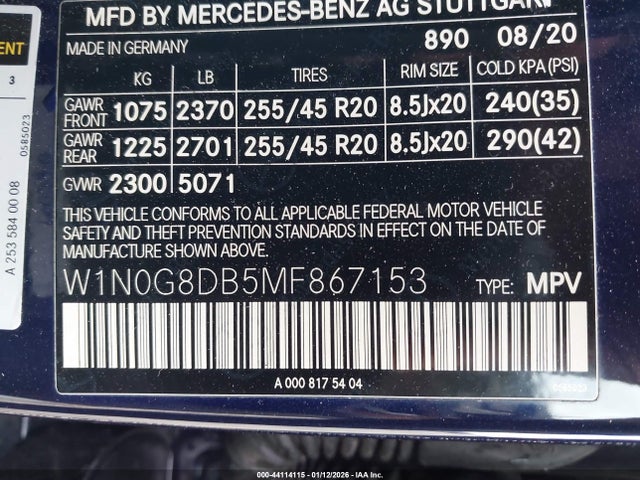 MFD BY MERCEDES-BENZ AG STUTTGART
MADE IN GERMANY 890 08/20
KG LB TIRES RIM SIZE COLD KPA (PSI)
GAWR FRONT 1075 2370 255/45 R20 8.5Jx20 240(35)
GAWR REAR 1225 2701 255/45 R20 8.5Jx20 290(42)
GVWR 2300 5071
THIS VEHICLE CONFORMS TO ALL APPLICABLE FEDERAL MOTOR VEHICLE
SAFETY AND THEFT PREVENTION STANDARDS IN EFFECT ON THE DATE OF
MANUFACTURE SHOWN ABOVE.
W1N0G8DB5MF867153 TYPE: MPV
A 000 817 54 04
0585023
3
0585023
A 253 584 00 08
000-44114115 - 01/12/2026 - IAA Inc.